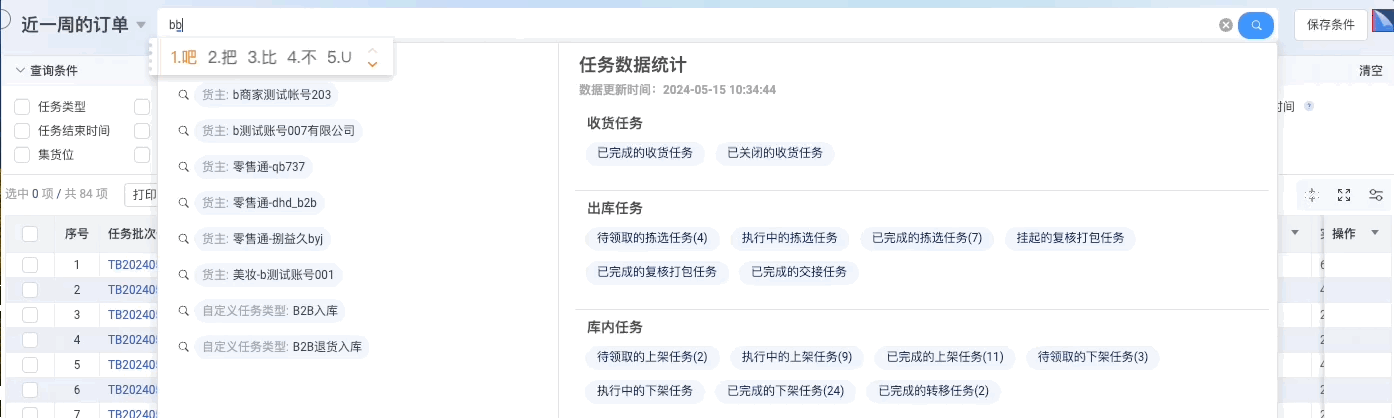 近一周的订单
bb
保存条件
1.吧 2.把 3.比 4.不 5.U
查询条件
清空
任务类型
任务结束时间
集货位
时间
选中 0 项 / 共 84 项
打印
货主: b商家测试帐号203
货主: b测试账号007有限公司
货主: 零售通-qb737
货主: 零售通-dhd_b2b
货主: 零售通-捌益久byj
货主: 美妆-b测试账号001
自定义任务类型: B2B入库
自定义任务类型: B2B退货入库
任务数据统计
数据更新时间：2024-05-15 10:34:44
收货任务
已完成的收货任务 已关闭的收货任务
出库任务
待领取的拣选任务(4) 执行中的拣选任务 已完成的拣选任务(7) 挂起的复核打包任务
已完成的复核打包任务 已完成的交接任务
库内任务
待领取的上架任务(2) 执行中的上架任务(9) 已完成的上架任务(11) 待领取的下架任务(3)
执行中的下架任务 已完成的下架任务(24) 已完成的转移任务(2)
序号 任务批次 操作
1 TB20240
2 TB20240
3 TB20240
4 TB20240
5 TB20240
6 TB20240
7 TB20240